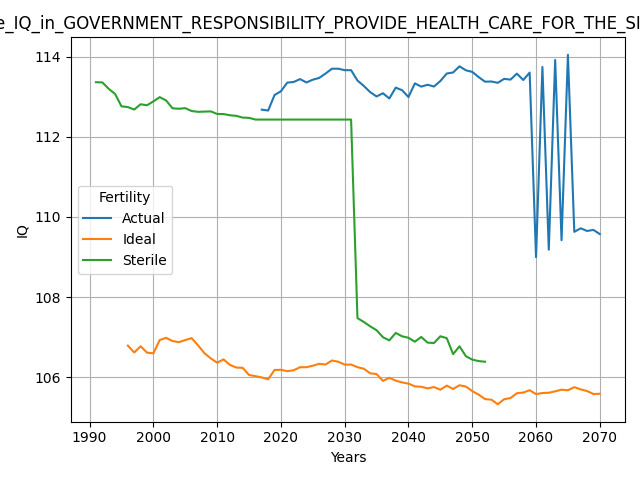 e_IQ_in_GOVERNMENT_RESPONSIBILITY_PROVIDE_HEALTH_CARE_FOR_THE_SI
114
112
110
108
106
IQ
Fertility
Actual
Ideal
Sterile
1990 2000 2010 2020 2030 2040 2050 2060 2070
Years